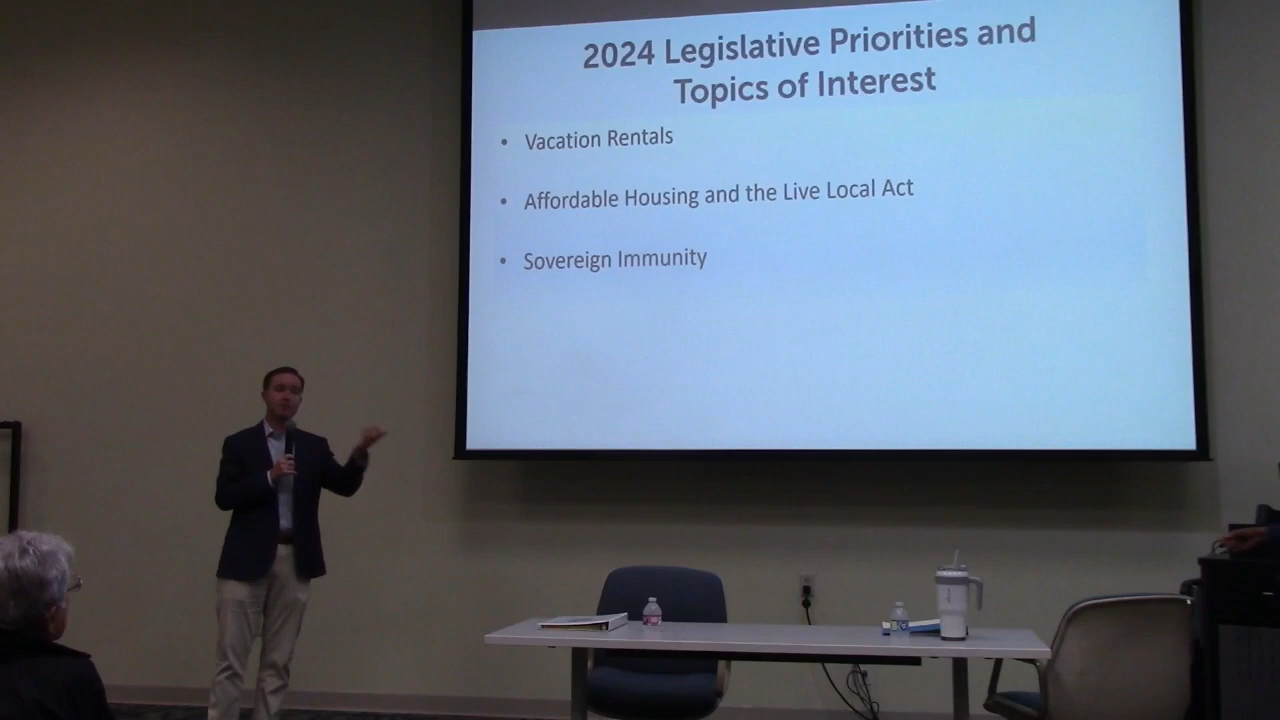 2024 Legislative Priorities and
Topics of Interest
• Vacation Rentals
• Affordable Housing and the Live Local Act
• Sovereign Immunity